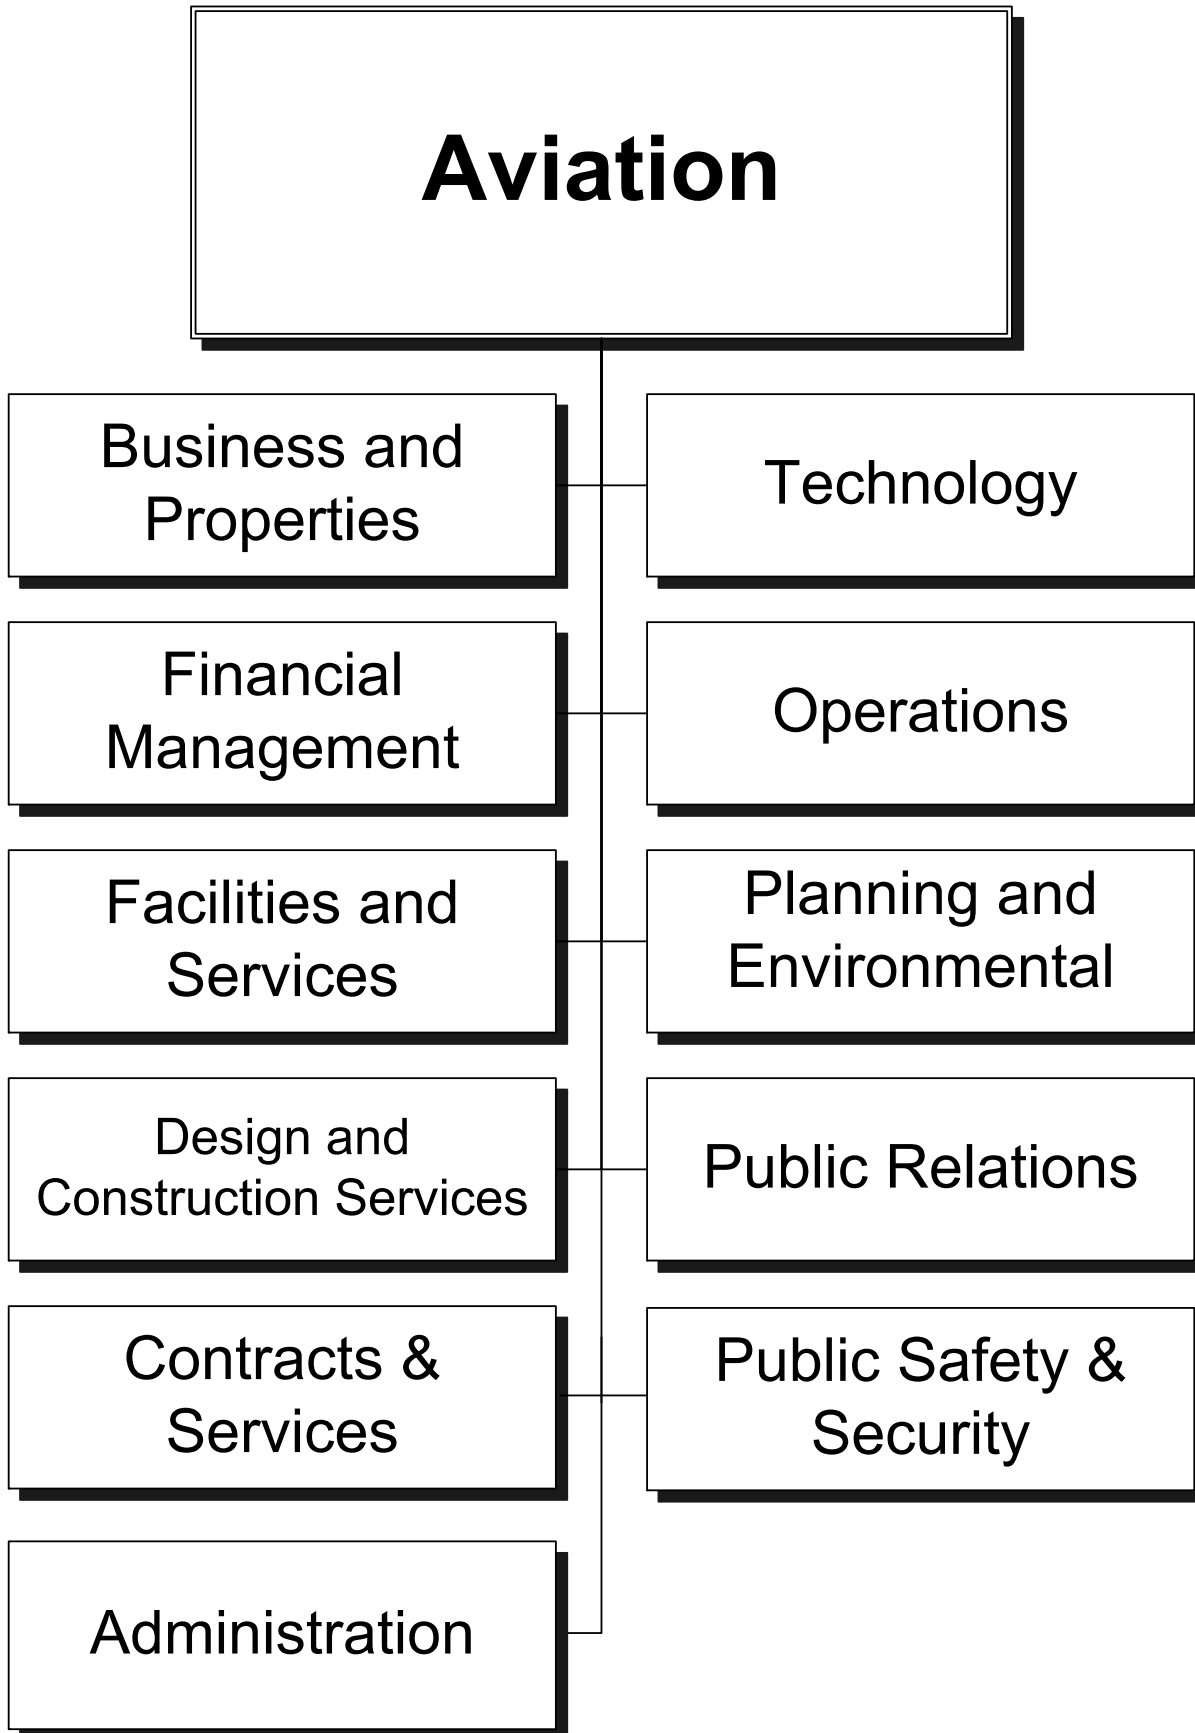 Aviation
Business and
Properties
Technology
Financial
Management
Operations
Facilities and
Services
Planning and
Environmental
Design and
Construction Services
Public Relations
Contracts &
Services
Public Safety &
Security
Administration